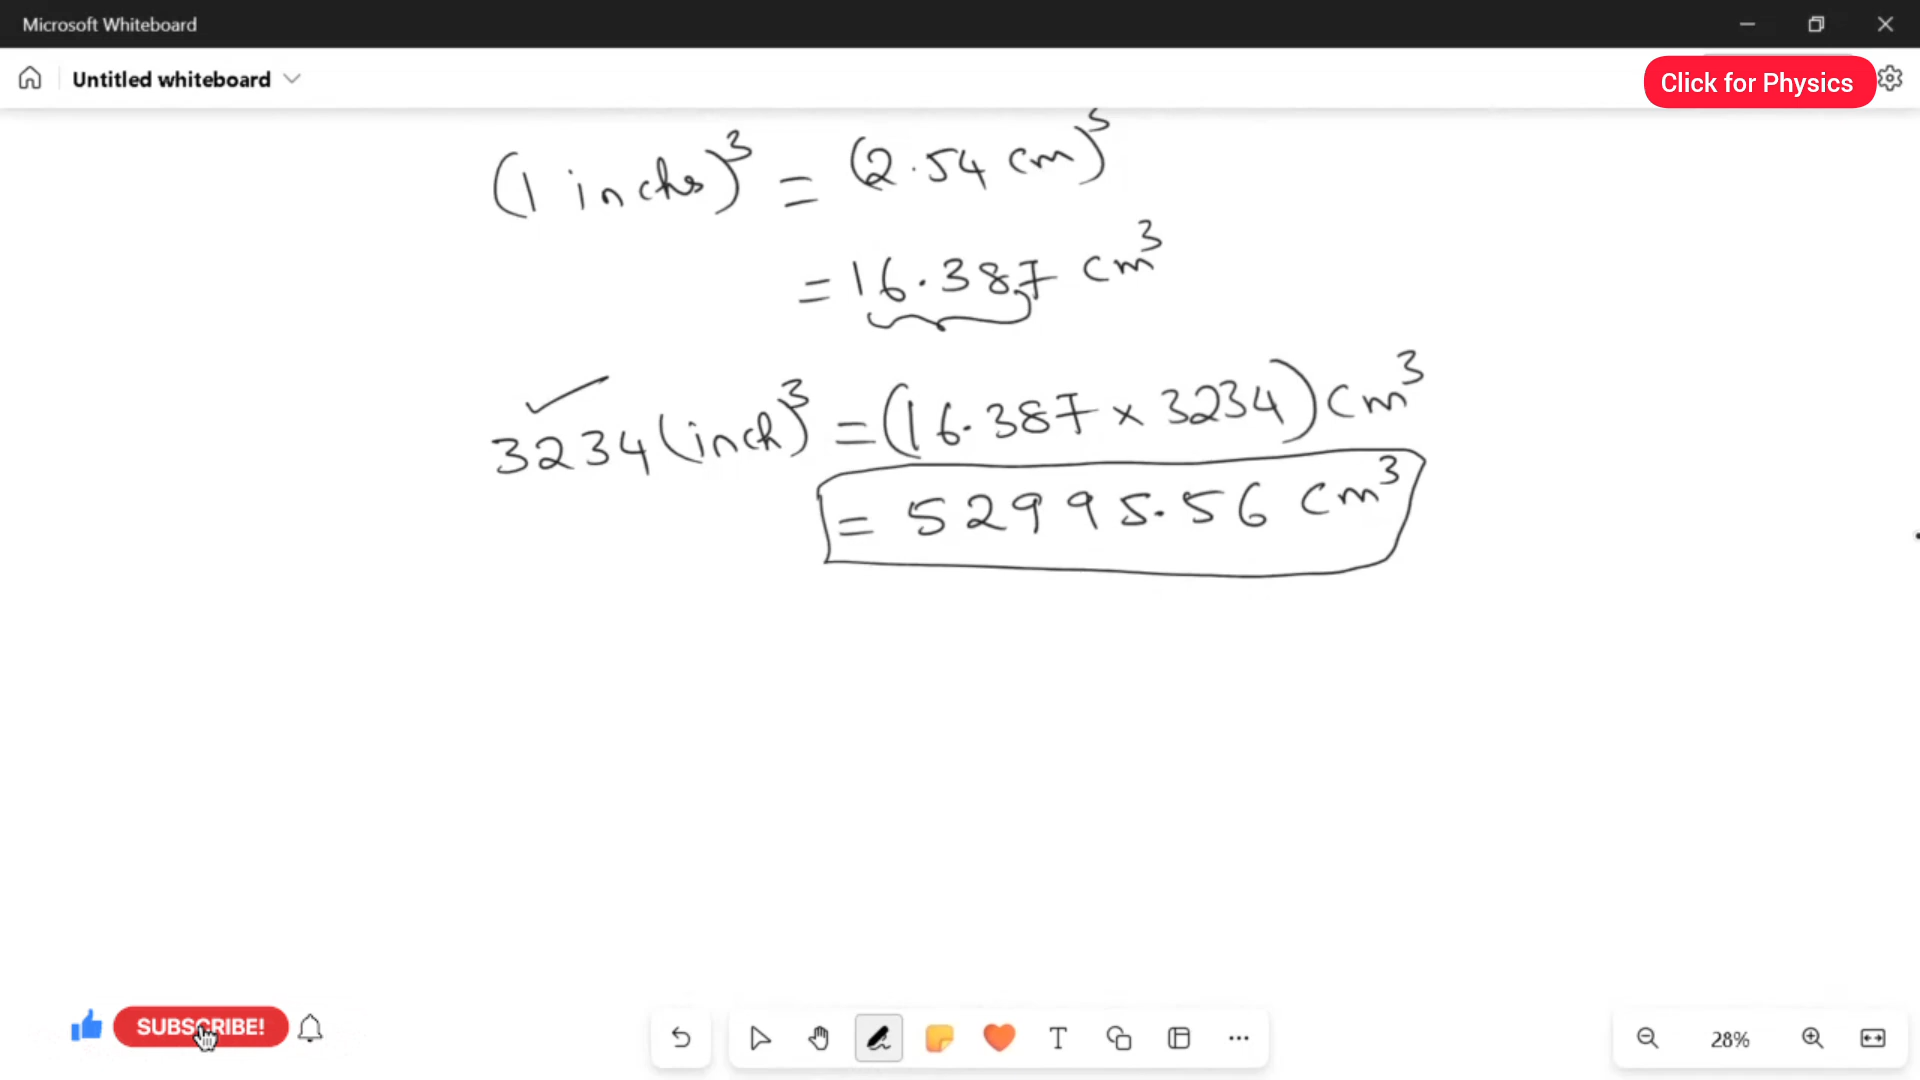 Microsoft Whiteboard
Untitled whiteboard
Click for Physics
(1 inches)³ = (2.54 cm)³
= 16.387 cm³
3234 (inch)³ = (16.387 × 3234) cm³
= 52995.56 cm³
SUBSCRIBE!
T
28%